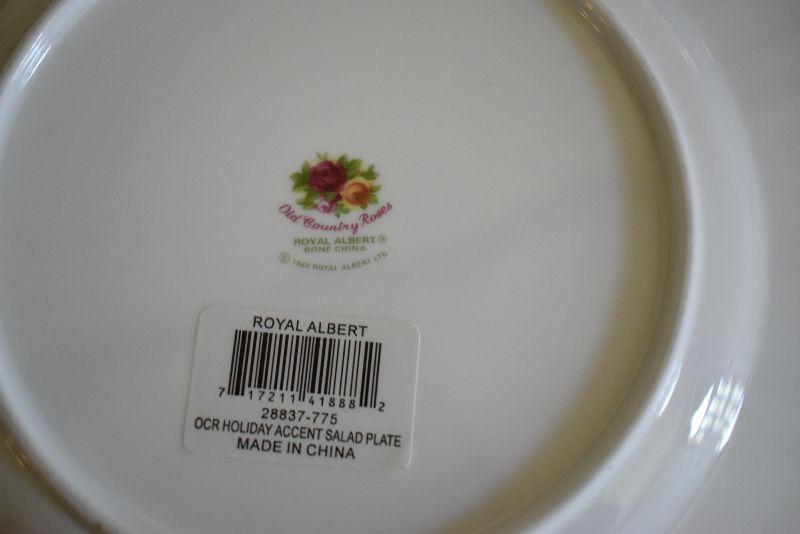 Old Country Roses
ROYAL ALBERT®
BONE CHINA
© 1962 ROYAL ALBERT LTD
ROYAL ALBERT
7 17211 41888 2
28837-775
OCR HOLIDAY ACCENT SALAD PLATE
MADE IN CHINA